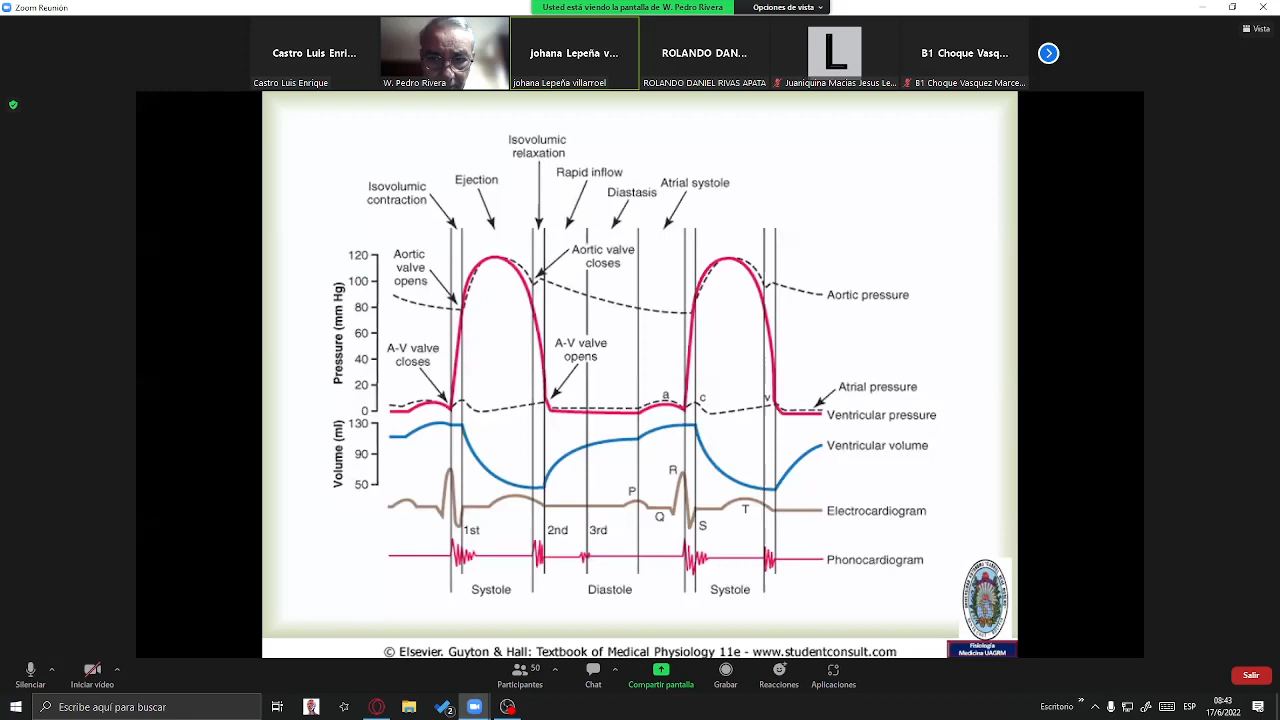 Zoom Reunión
Usted está viendo la pantalla de W. Pedro Rivera
Opciones de vista
Vista
Castro Luis Enri...
johana Lepeña v...
ROLANDO DAN...
L
B1 Choque Vasq...
Castro Luis Enrique
W. Pedro Rivera
johana Lepeña villarroel
ROLANDO DANIEL RIVAS APATA
Juaniquina Macias Jesus Le...
B1 Choque Vasquez Marce...
Isovolumic
relaxation
Ejection
Rapid inflow
Isovolumic
contraction
Diastasis
Atrial systole
Aortic
valve
opens
Aortic valve
closes
Pressure (mm Hg)
120
100
80
60
40
20
0
Aortic pressure
A-V valve
closes
A-V valve
opens
a
c
v
Atrial pressure
Ventricular pressure
Volume (ml)
130
90
50
Ventricular volume
R
P
Q
S
T
Electrocardiogram
1st
2nd
3rd
Phonocardiogram
Systole
Diastole
Systole
Fisiología
Medicina UAGRM
© Elsevier. Guyton & Hall: Textbook of Medical Physiology 11e - www.studentconsult.com
Silenciar
Iniciar video
Participantes
50
Chat
Compartir pantalla
Grabar
Reacciones
Aplicaciones
Salir
Escribe aquí para buscar
2
Escritorio
ESP
08:43
17/6/2022